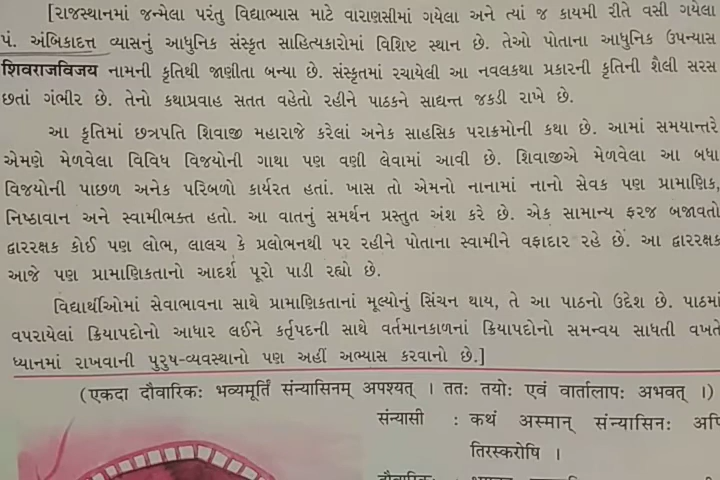 [રાજસ્થાનમાં જન્મેલા પરંતુ વિદ્યાભ્યાસ માટે વારાણસીમાં ગયેલા અને ત્યાં જ કાયમી રીતે વસી ગયેલા
પં. અંબિકાદત્ત વ્યાસનું આધુનિક સંસ્કૃત સાહિત્યકારોમાં વિશિષ્ટ સ્થાન છે. તેઓ પોતાના આધુનિક ઉપન્યાસ
शिवराजविजय નામની કૃતિથી જાણીતા બન્યા છે. સંસ્કૃતમાં રચાયેલી આ નવલકથા પ્રકારની કૃતિની શૈલી સરસ
છતાં ગંભીર છે. તેનો કથાપ્રવાહ સતત વહેતો રહીને પાઠકને સાદ્યન્ત જકડી રાખે છે.
આ કૃતિમાં છત્રપતિ શિવાજી મહારાજે કરેલાં અનેક સાહસિક પરાક્રમોની કથા છે. આમાં સમયાન્તરે
એમણે મેળવેલા વિવિધ વિજયોની ગાથા પણ વણી લેવામાં આવી છે. શિવાજીએ મેળવેલા આ બધા
વિજયોની પાછળ અનેક પરિબળો કાર્યરત હતાં. ખાસ તો એમનો નાનામાં નાનો સેવક પણ પ્રામાણિક,
નિષ્ઠાવાન અને સ્વામીભક્ત હતો. આ વાતનું સમર્થન પ્રસ્તુત અંશ કરે છે. એક સામાન્ય ફરજ બજાવતો
દ્વારરક્ષક કોઈ પણ લોભ, લાલચ કે પ્રલોભનથી પર રહીને પોતાના સ્વામીને વફાદાર રહે છે. આ દ્વારરક્ષક
આજે પણ પ્રામાણિકતાનો આદર્શ પૂરો પાડી રહ્યો છે.
વિદ્યાર્થીઓમાં સેવાભાવના સાથે પ્રામાણિકતાનાં મૂલ્યોનું સિંચન થાય, તે આ પાઠનો ઉદેશ છે. પાઠમાં
વપરાયેલાં ક્રિયાપદોનો આધાર લઈને કર્તૃપદની સાથે વર્તમાનકાળનાં ક્રિયાપદોનો સમન્વય સાધતી વખતે
ધ્યાનમાં રાખવાની પુરુષ-વ્યવસ્થાનો પણ અહીં અભ્યાસ કરવાનો છે.]
(एकदा दौवारिकः भव्यमूर्तिं संन्यासिनम् अपश्यत् । ततः तयोः एवं वार्तालापः अभवत् ।)
संन्यासी : कथं अस्मान् संन्यासिनः अपि
तिरस्करोषि ।